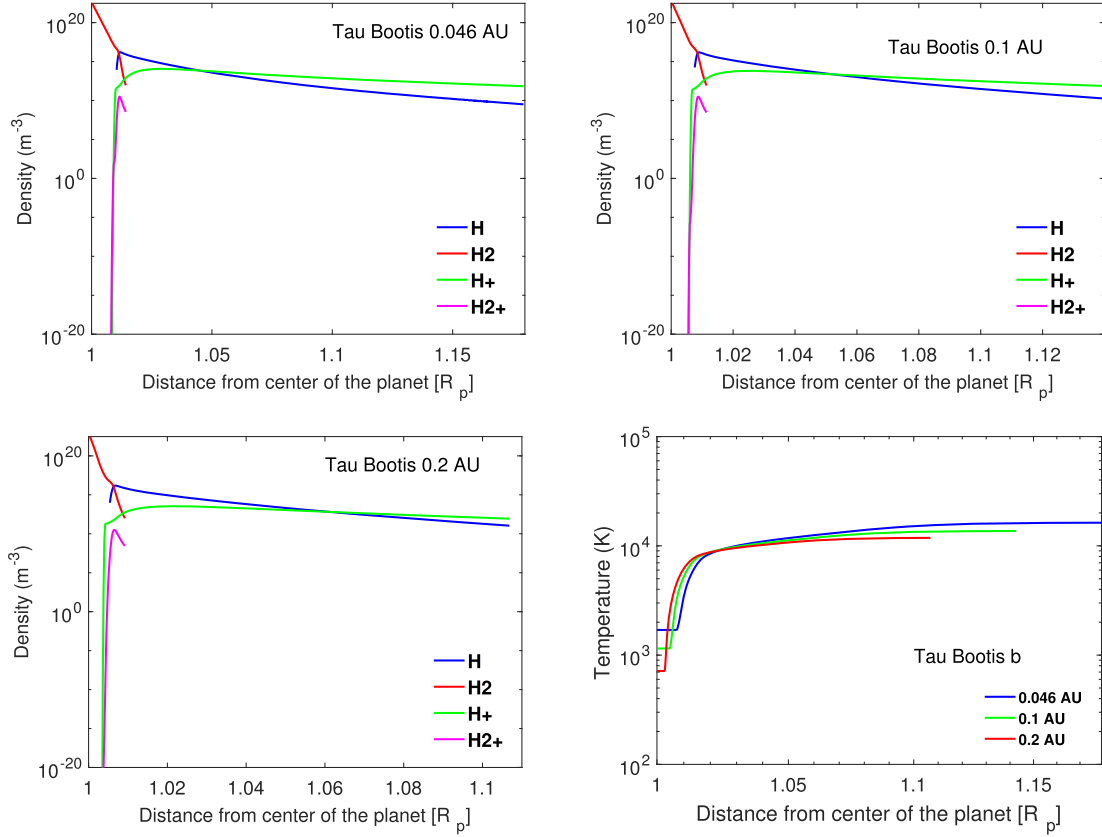 Tau Bootis 0.046 AU
10^20
10^0
10^-20
Density (m^-3)
H
H2
H+
H2+
1 1.05 1.1 1.15
Distance from center of the planet [R_p]
Tau Bootis 0.1 AU
10^20
10^0
10^-20
Density (m^-3)
H
H2
H+
H2+
1 1.02 1.04 1.06 1.08 1.1 1.12
Distance from center of the planet [R_p]
Tau Bootis 0.2 AU
10^20
10^0
10^-20
Density (m^-3)
H
H2
H+
H2+
1 1.02 1.04 1.06 1.08 1.1
Distance from center of the planet [R_p]
10^5
10^4
10^3
10^2
Temperature (K)
Tau Bootis b
0.046 AU
0.1 AU
0.2 AU
1 1.05 1.1 1.15
Distance from center of the planet [R_p]